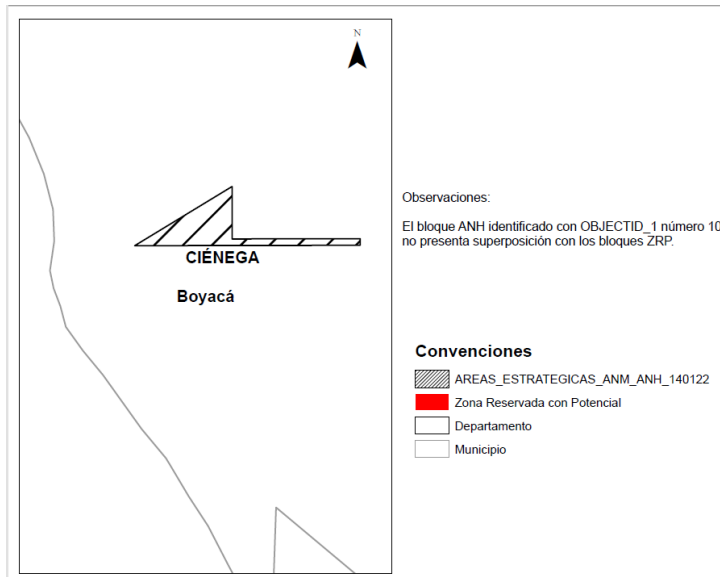 N
CIÉNEGA
Boyacá
Observaciones:
El bloque ANH identificado con OBJECTID_1 número 10
no presenta superposición con los bloques ZRP.
Convenciones
AREAS_ESTRATEGICAS_ANM_ANH_140122
Zona Reservada con Potencial
Departamento
Municipio